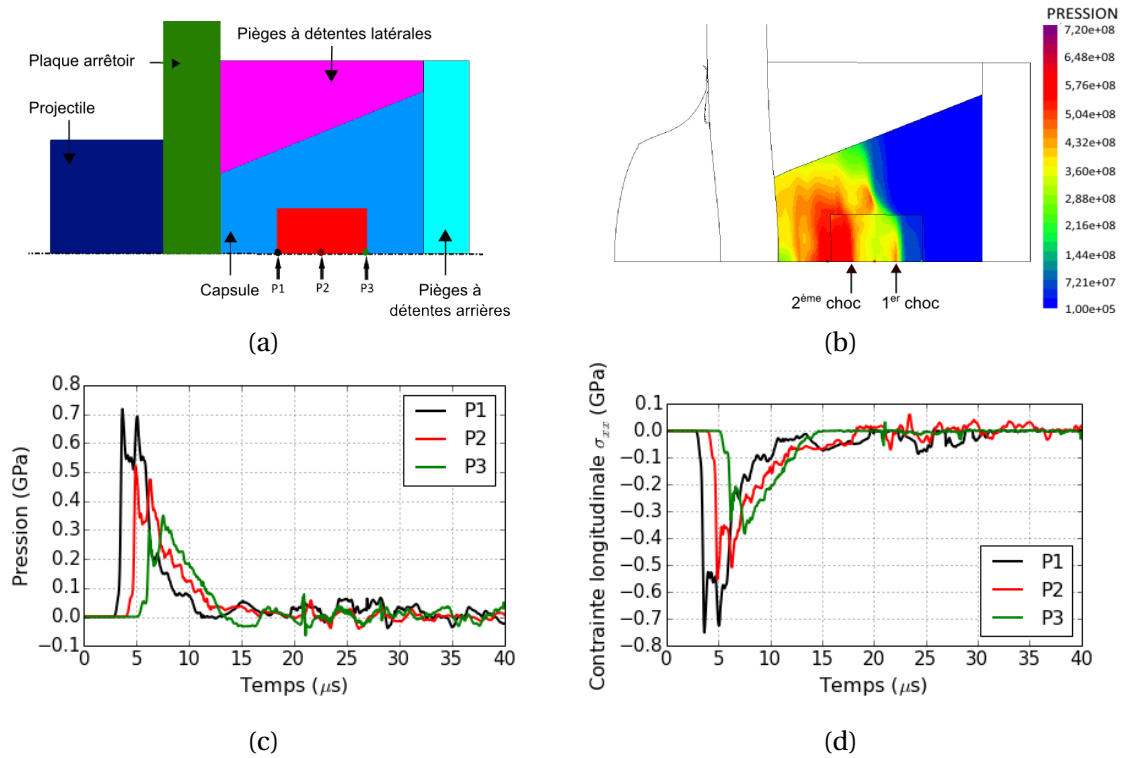 Pièges à détentes latérales
Plaque arrêtoir
Projectile
Capsule
P1
P2
P3
Pièges à
détentes arrières
(a)
PRESSION
7,20e+08
6,48e+08
5,76e+08
5,04e+08
4,32e+08
3,60e+08
2,88e+08
2,16e+08
1,44e+08
7,21e+07
1,00e+05
2ème choc
1er choc
(b)
Pression (GPa)
0.8
0.7
0.6
0.5
0.4
0.3
0.2
0.1
0.0
−0.1
P1
P2
P3
0 5 10 15 20 25 30 35 40
Temps (μs)
(c)
Contrainte longitudinale σxx (GPa)
0.1
0.0
−0.1
−0.2
−0.3
−0.4
−0.5
−0.6
−0.7
−0.8
P1
P2
P3
0 5 10 15 20 25 30 35 40
Temps (μs)
(d)